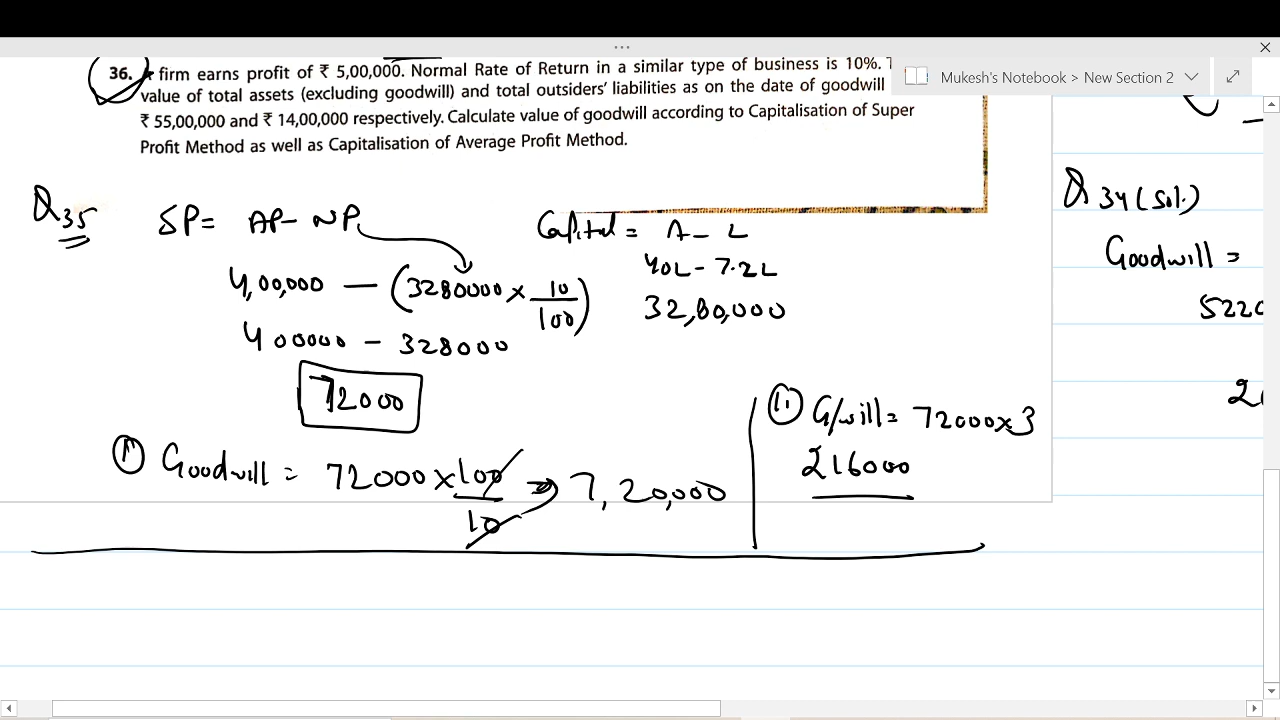 36. A firm earns profit of ₹ 5,00,000. Normal Rate of Return in a similar type of business is 10%.
value of total assets (excluding goodwill) and total outsiders' liabilities as on the date of goodwill
₹ 55,00,000 and ₹ 14,00,000 respectively. Calculate value of goodwill according to Capitalisation of Super
Profit Method as well as Capitalisation of Average Profit Method.
Mukesh's Notebook > New Section 2
Q 35
SP = AP - NP
4,00,000 — (3280000 × 10/100)
400000 - 328000
72000
Capital = A - L
40L - 7.2L
32,80,000
(i) Goodwill = 72000 × 100/10 ⇒ 7,20,000
(ii) G/will = 72000×3
216000
Q 34 (Sol.)
Goodwill =